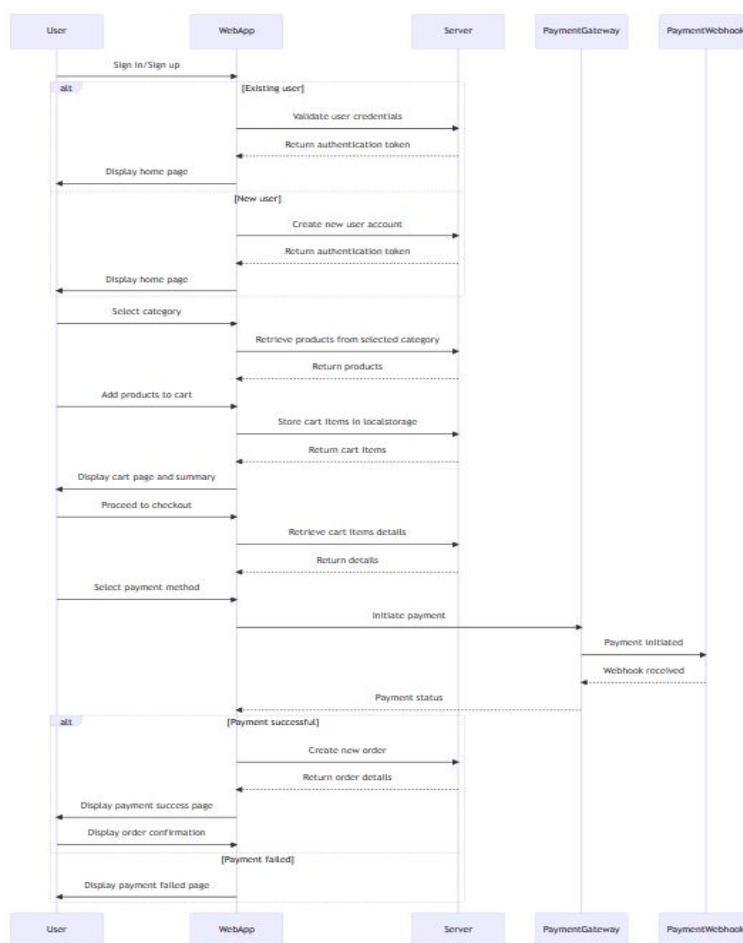 User WebApp Server PaymentGateway PaymentWebhook
Sign in/Sign up
alt [Existing user]
Validate user credentials
Return authentication token
Display home page
[New user]
Create new user account
Return authentication token
Display home page
Select category
Retrieve products from selected category
Return products
Add products to cart
Store cart items in localstorage
Return cart items
Display cart page and summary
Proceed to checkout
Retrieve cart items details
Return details
Select payment method
Initiate payment
Payment initiated
Webhook received
Payment status
alt [Payment successful]
Create new order
Return order details
Display payment success page
Display order confirmation
[Payment failed]
Display payment failed page
User WebApp Server PaymentGateway PaymentWebhook